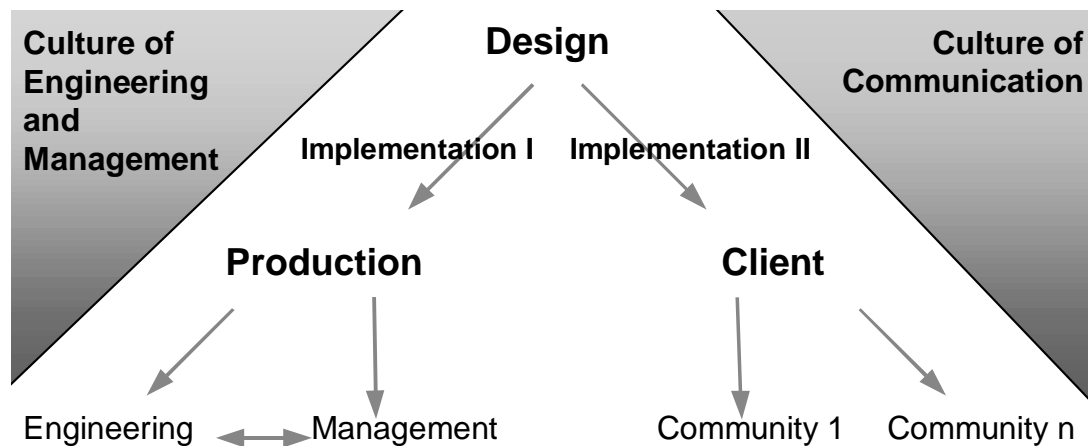 Culture of
Engineering
and
Management
Design
Culture of
Communication
Implementation I
Implementation II
Production
Client
Engineering
Management
Community 1
Community n